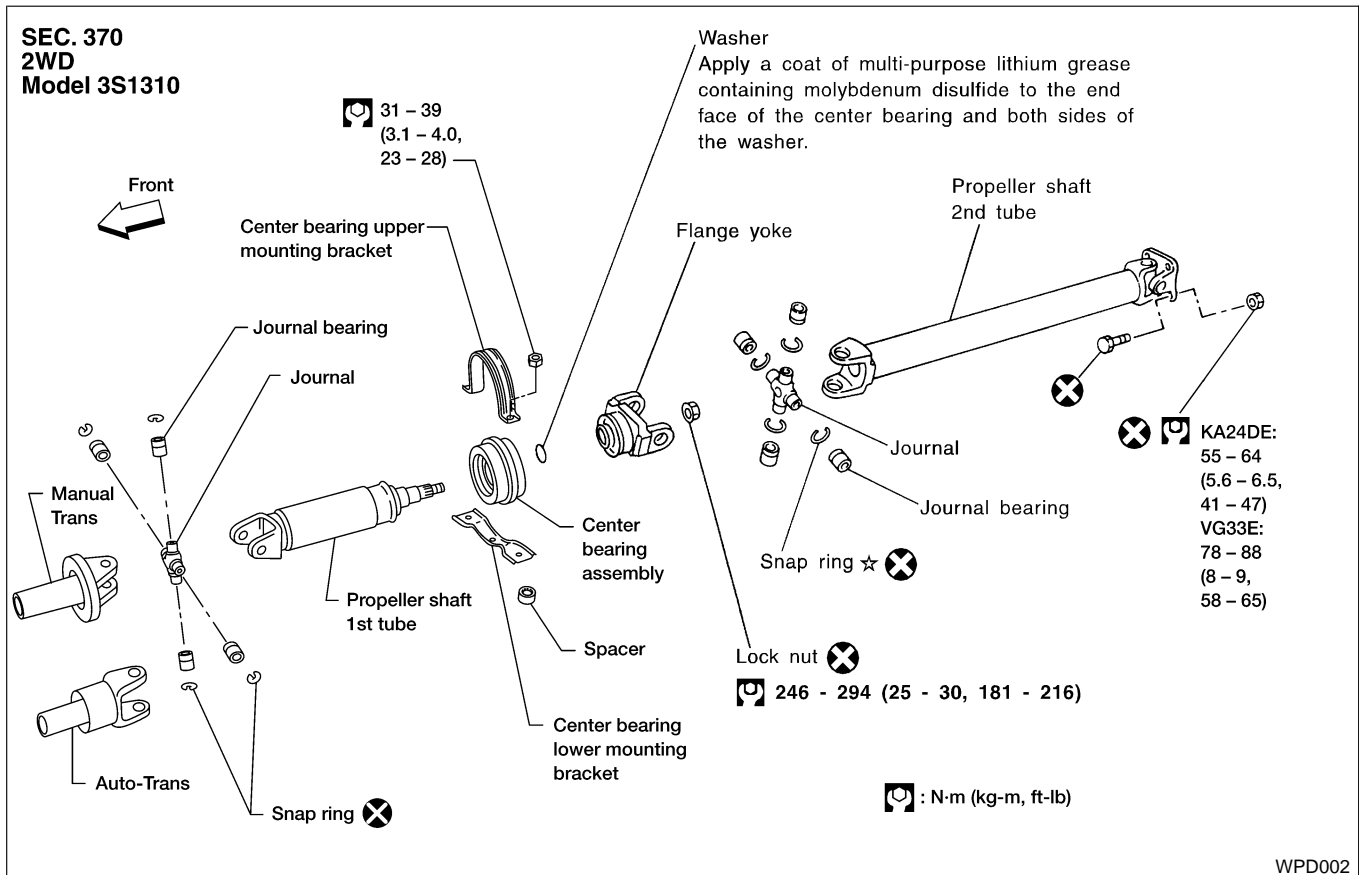 SEC. 370
2WD
Model 3S1310
Washer
Apply a coat of multi-purpose lithium grease
containing molybdenum disulfide to the end
face of the center bearing and both sides of
the washer.
31 – 39
(3.1 – 4.0,
23 – 28)
Front
Center bearing upper
mounting bracket
Flange yoke
Propeller shaft
2nd tube
Journal bearing
Journal
Manual
Trans
Propeller shaft
1st tube
Center
bearing
assembly
Spacer
Journal
Journal bearing
Snap ring ☆
KA24DE:
55 – 64
(5.6 – 6.5,
41 – 47)
VG33E:
78 – 88
(8 – 9,
58 – 65)
Lock nut
246 - 294 (25 - 30, 181 - 216)
Center bearing
lower mounting
bracket
Auto-Trans
Snap ring
: N·m (kg-m, ft-lb)
WPD002